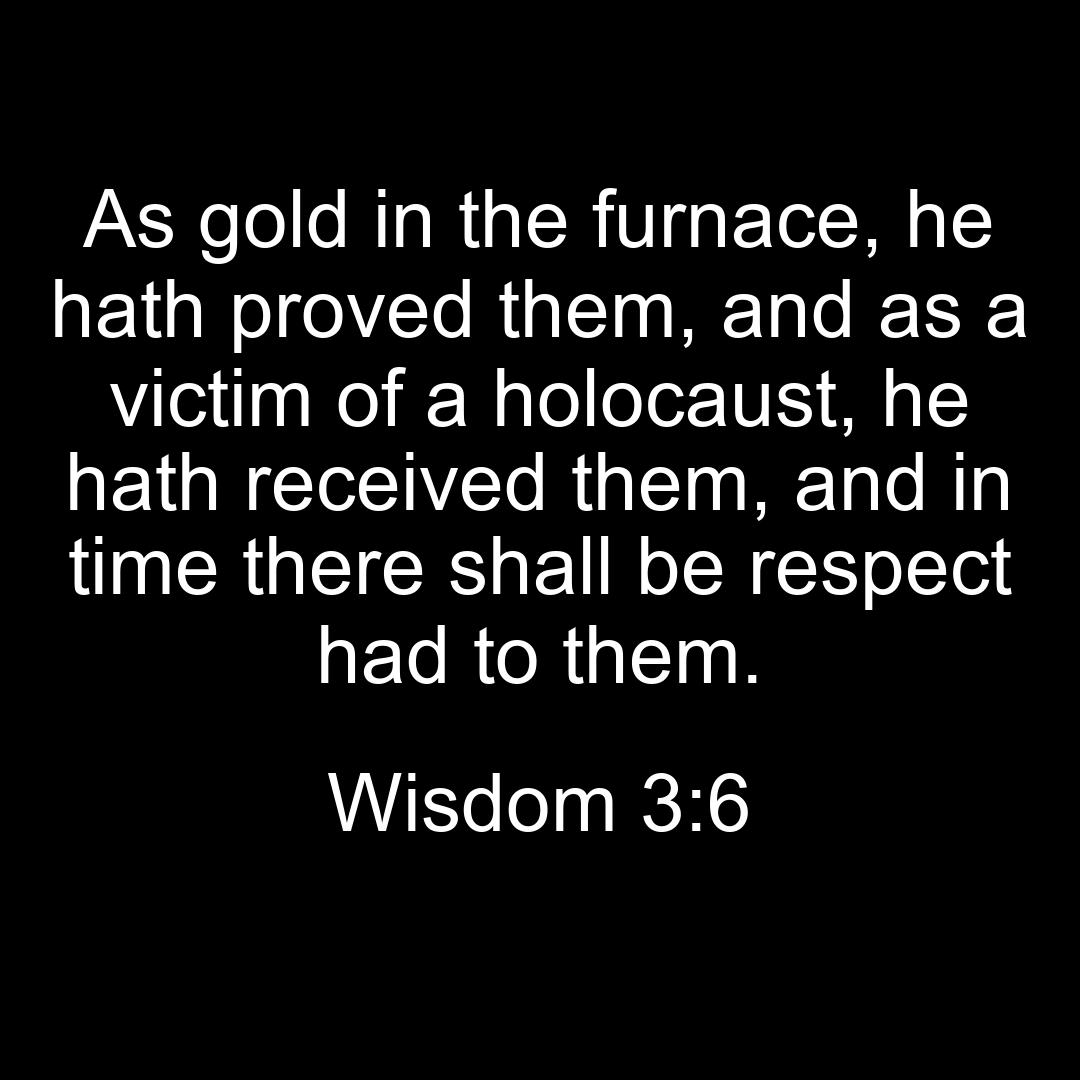 As gold in the furnace, he
hath proved them, and as a
victim of a holocaust, he
hath received them, and in
time there shall be respect
had to them.
Wisdom 3:6